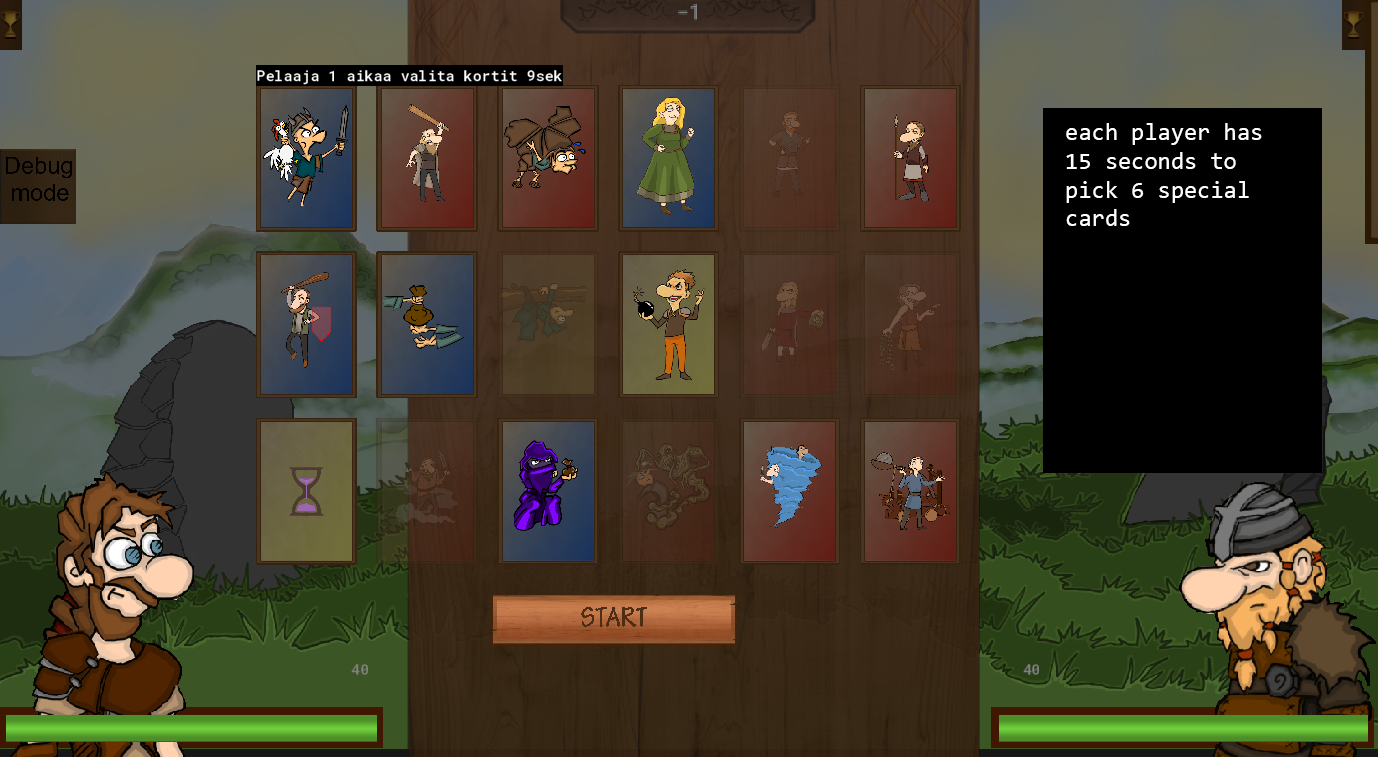 -1
Pelaaja 1 aikaa valita kortit 9sek
each player has
15 seconds to
pick 6 special
cards
Debug
mode
START
40
40